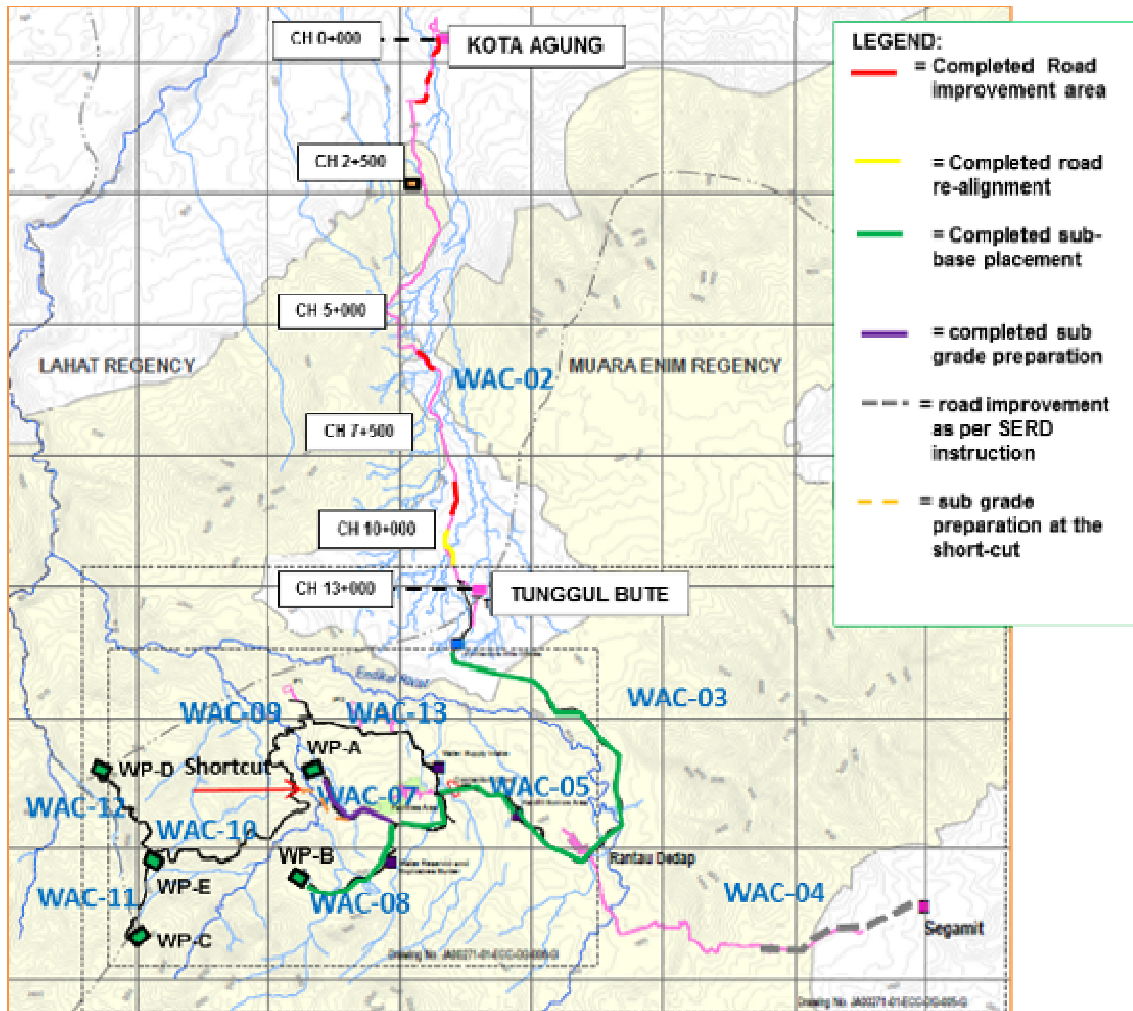 CH 0+000
KOTA AGUNG
CH 2+500
CH 5+000
LAHAT REGENCY
MUARA ENIM REGENCY
WAC-02
CH 7+500
CH 10+000
CH 13+000
TUNGGUL BUTE
LEGEND:
= Completed Road
improvement area
= Completed road
re-alignment
= Completed sub-
base placement
= completed sub
grade preparation
= road improvement
as per SERD
instruction
= sub grade
preparation at the
short-cut
Endikat River
WAC-03
WAC-09
WAC-13
WP-A
WP-D
Shortcut
WAC-07
WAC-05
WAC-12
WAC-10
WP-B
Rantau Dedap
WP-E
WAC-04
WAC-11
WAC-08
Segamit
WP-C